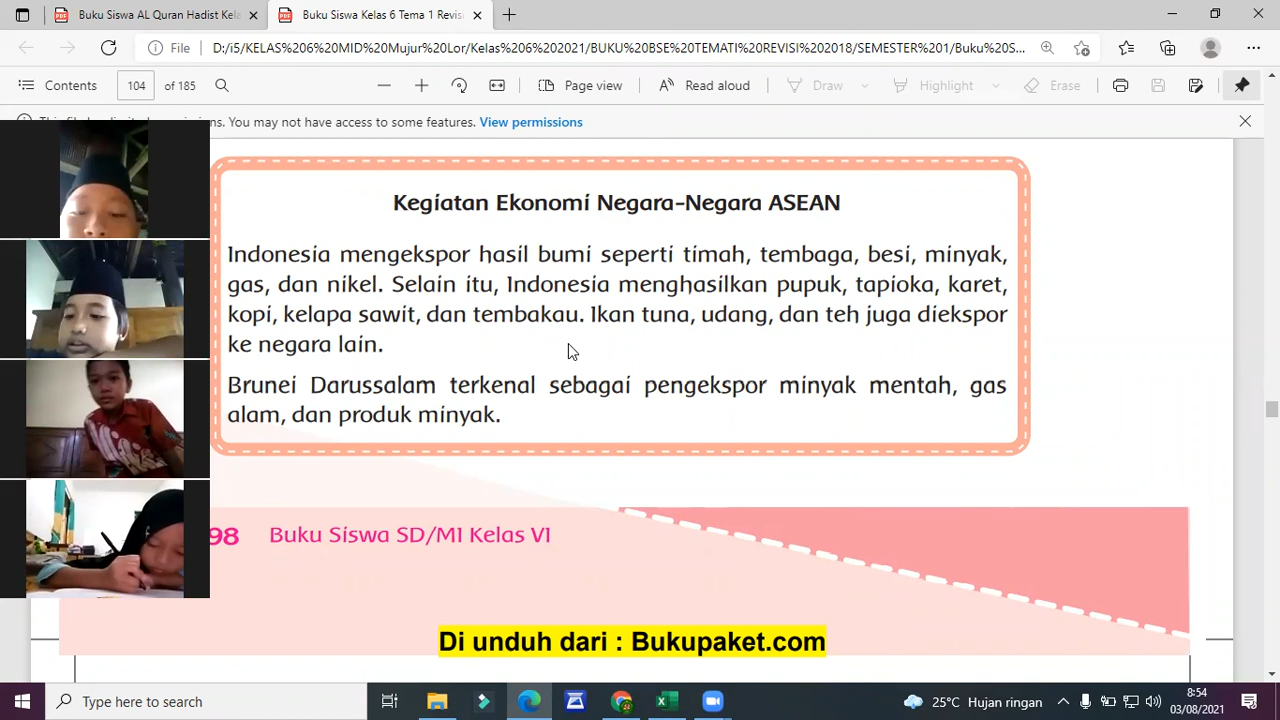 Buku Siswa AL Quran Hadist Kela
Buku Siswa Kelas 6 Tema 1 Revis
File
D:/i5/KELAS%206%20MID%20Mujur%20Lor/Kelas%206%202021/BUKU%20BSE%20TEMATI%20REVISI%202018/SEMESTER%201/Buku%20S...
Contents
104 of 185
Page view
Read aloud
Draw
Highlight
Erase
ns. You may not have access to some features. View permissions
Kegiatan Ekonomi Negara-Negara ASEAN
Indonesia mengekspor hasil bumi seperti timah, tembaga, besi, minyak,
gas, dan nikel. Selain itu, Indonesia menghasilkan pupuk, tapioka, karet,
kopi, kelapa sawit, dan tembakau. Ikan tuna, udang, dan teh juga diekspor
ke negara lain.
Brunei Darussalam terkenal sebagai pengekspor minyak mentah, gas
alam, dan produk minyak.
98 Buku Siswa SD/MI Kelas VI
Di unduh dari : Bukupaket.com
Type here to search
25°C Hujan ringan
8:54
03/08/2021